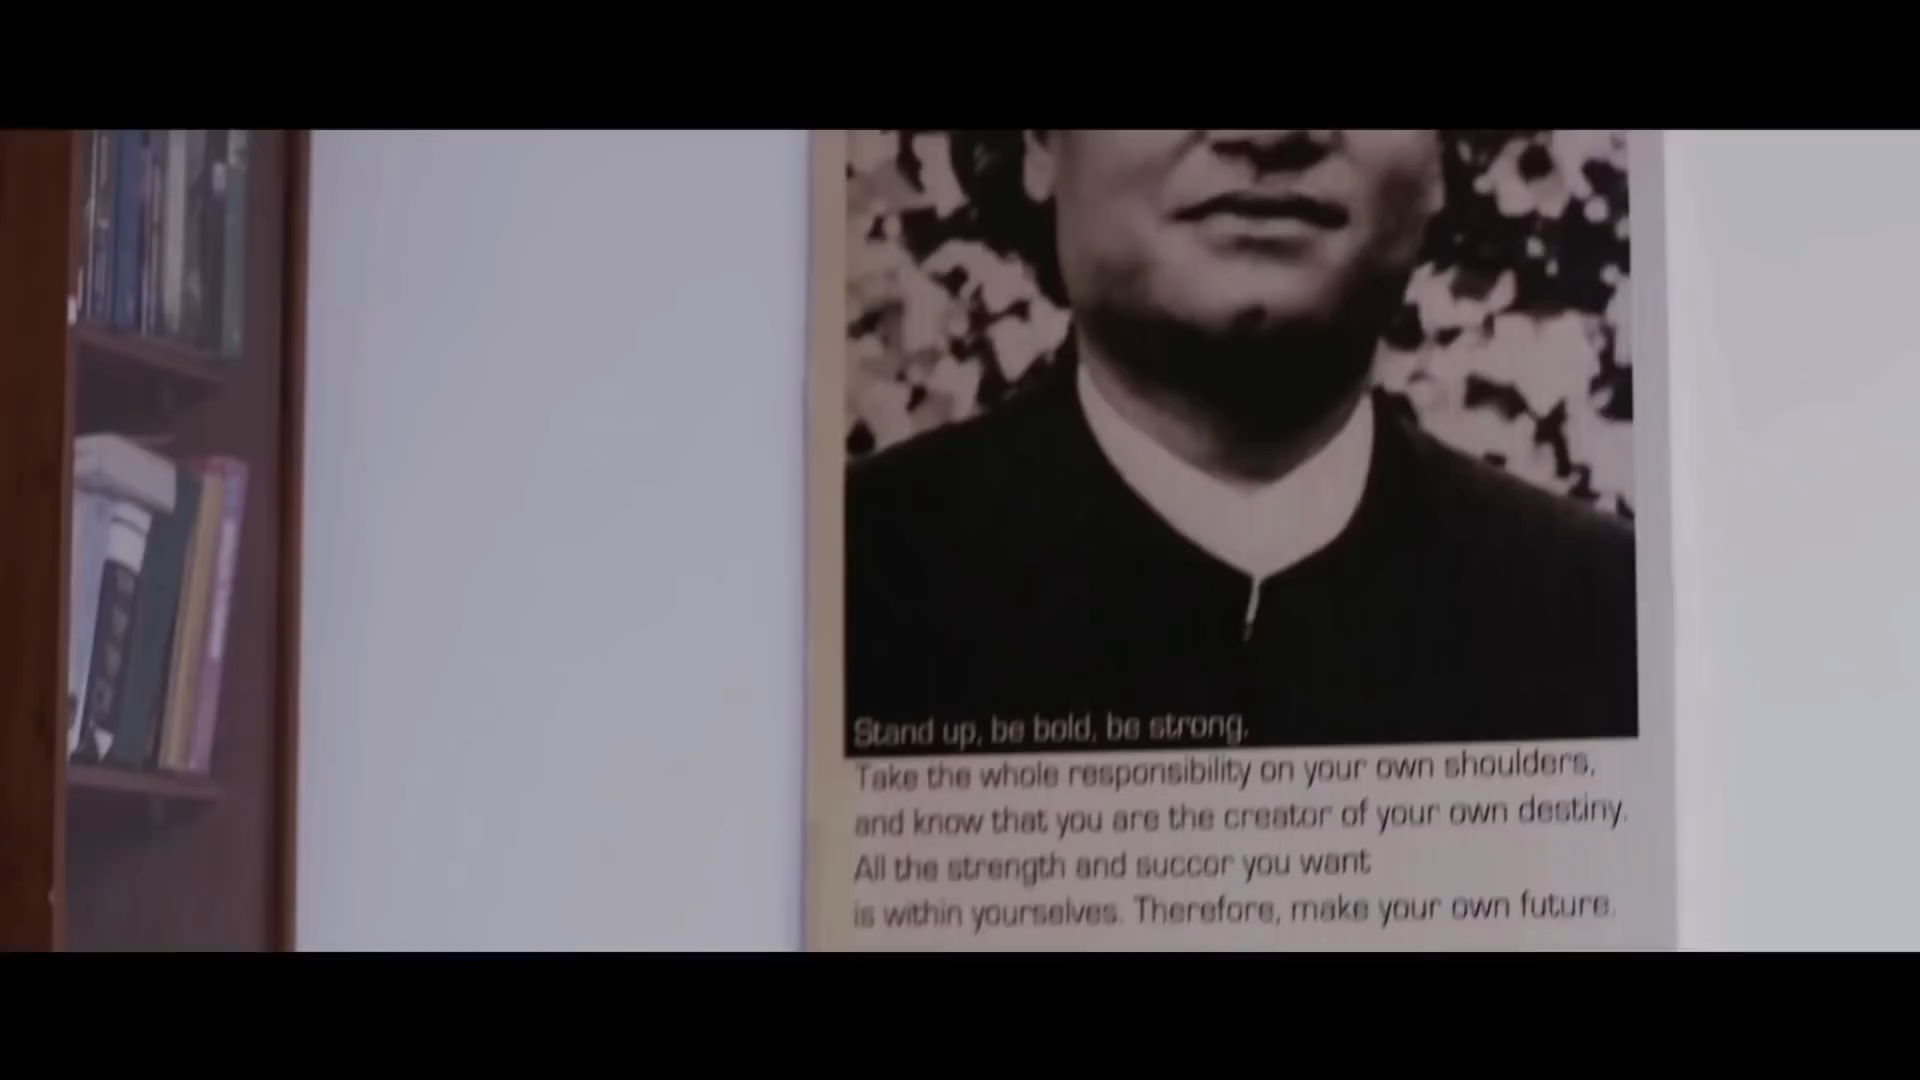 Stand up, be bold, be strong.
Take the whole responsibility on your own shoulders,
and know that you are the creator of your own destiny.
All the strength and succor you want
is within yourselves. Therefore, make your own future.